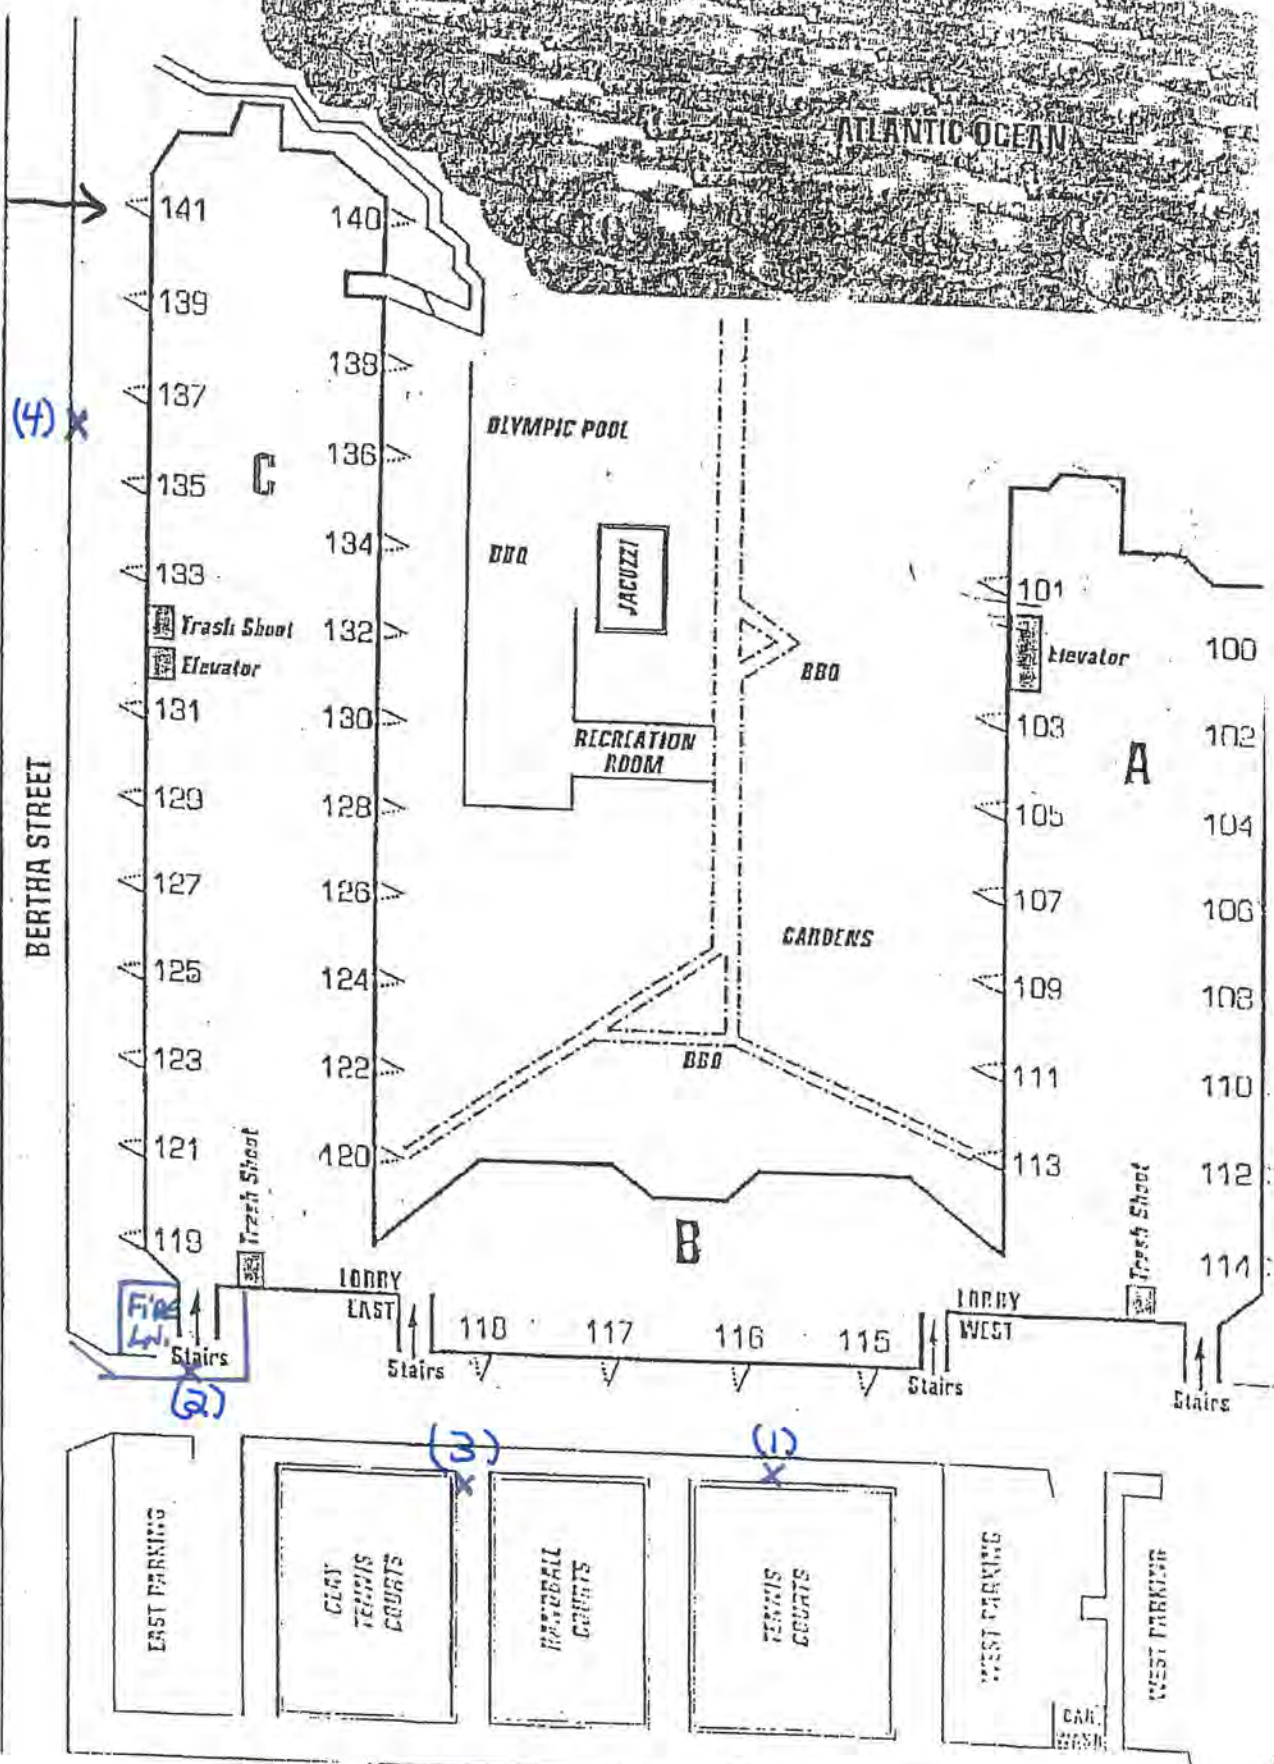 ATLANTIC OCEAN
141
140
139
138
137
(4) X
OLYMPIC POOL
136
C
135
134
BBQ
JACUZZI
133
101
Trash Shoot
132
100
Elevator
Elevator
BBQ
131
130
103
102
RECREATION
ROOM
A
BERTHA STREET
129
128
105
104
127
126
107
106
GARDENS
125
124
109
108
123
122
BBQ
111
110
121
120
113
112
Trash Shoot
Trash Shoot
119
B
114
LOBBY
EAST
LOBBY
WEST
FIRE
LN.
118
117
116
115
Stairs
Stairs
Stairs
Stairs
X
(2)
(3)
X
(1)
X
EAST PARKING
CLAY
TENNIS
COURTS
HANDBALL
COURTS
TENNIS
COURTS
WEST PARKING
WEST PARKING
CAR
WASH